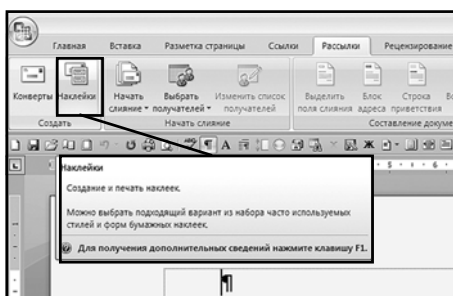 Главная Вставка Разметка страницы Ссылки Рассылки Рецензирование
Конверты Наклейки Начать слияние Выбрать получателей Изменить список получателей Выделить поля слияния Блок адреса Строка приветствия
Создать Начать слияние Составление докуме
Наклейки
Создание и печать наклеек.
Можно выбрать подходящий вариант из набора часто используемых
стилей и форм бумажных наклеек.
Для получения дополнительных сведений нажмите клавишу F1.
¶